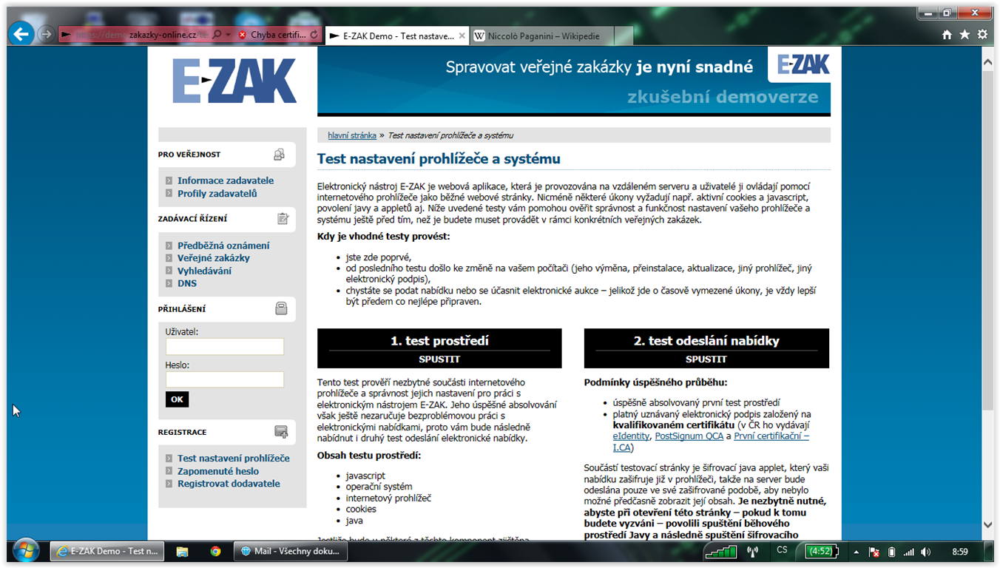 https://demo.zakazky-online.cz/te
Chyba certifi...
E-ZAK Demo - Test nastave...
Niccolò Paganini – Wikipedie
E-ZAK
Spravovat veřejné zakázky je nyní snadné
E-ZAK
zkušební demoverze
hlavní stránka » Test nastavení prohlížeče a systému
PRO VEŘEJNOST
Informace zadavatele
Profily zadavatelů
ZADÁVACÍ ŘÍZENÍ
Předběžná oznámení
Veřejné zakázky
Vyhledávání
DNS
PŘIHLÁŠENÍ
Uživatel:
Heslo:
OK
REGISTRACE
Test nastavení prohlížeče
Zapomenuté heslo
Registrovat dodavatele
Test nastavení prohlížeče a systému
Elektronický nástroj E-ZAK je webová aplikace, která je provozována na vzdáleném serveru a uživatelé ji ovládají pomocí
internetového prohlížeče jako běžné webové stránky. Nicméně některé úkony vyžadují např. aktivní cookies a javascript,
povolení javy a appletů aj. Níže uvedené testy vám pomohou ověřit správnost a funkčnost nastavení vašeho prohlížeče a
systému ještě před tím, než je budete muset provádět v rámci konkrétních veřejných zakázek.
Kdy je vhodné testy provést:
• jste zde poprvé,
• od posledního testu došlo ke změně na vašem počítači (jeho výměna, přeinstalace, aktualizace, jiný prohlížeč, jiný
elektronický podpis),
• chystáte se podat nabídku nebo se účasnit elektronické aukce – jelikož jde o časově vymezené úkony, je vždy lepší
být předem co nejlépe připraven.
1. test prostředí
SPUSTIT
Tento test prověří nezbytné součásti internetového
prohlížeče a správnost jejich nastavení pro práci s
elektronickým nástrojem E-ZAK. Jeho úspěšné absolvování
však ještě nezaručuje bezproblémovou práci s
elektronickými nabídkami, proto vám bude následně
nabídnut i druhý test odeslání elektronické nabídky.
Obsah testu prostředí:
• javascript
• operační systém
• internetový prohlížeč
• cookies
• java
Jestliže bude u některé z těchto komponent zjištěna
2. test odeslání nabídky
SPUSTIT
Podmínky úspěšného průběhu:
• úspěšně absolvovaný první test prostředí
• platný uznávaný elektronický podpis založený na
kvalifikovaném certifikátu (v ČR ho vydávají
eIdentity, PostSignum QCA a První certifikační –
I.CA)
Součástí testovací stránky je šifrovací java applet, který vaši
nabídku zašifruje již v prohlížeči, takže na server bude
odeslána pouze ve své zašifrované podobě, aby nebylo
možné předčasně zobrazit její obsah. Je nezbytně nutné,
abyste při otevření této stránky – pokud k tomu
budete vyzváni – povolili spuštění běhového
prostředí Javy a následně spuštění šifrovacího
E-ZAK Demo - Test n...
Mail - Všechny doku...
CS
(4:52)
8:59